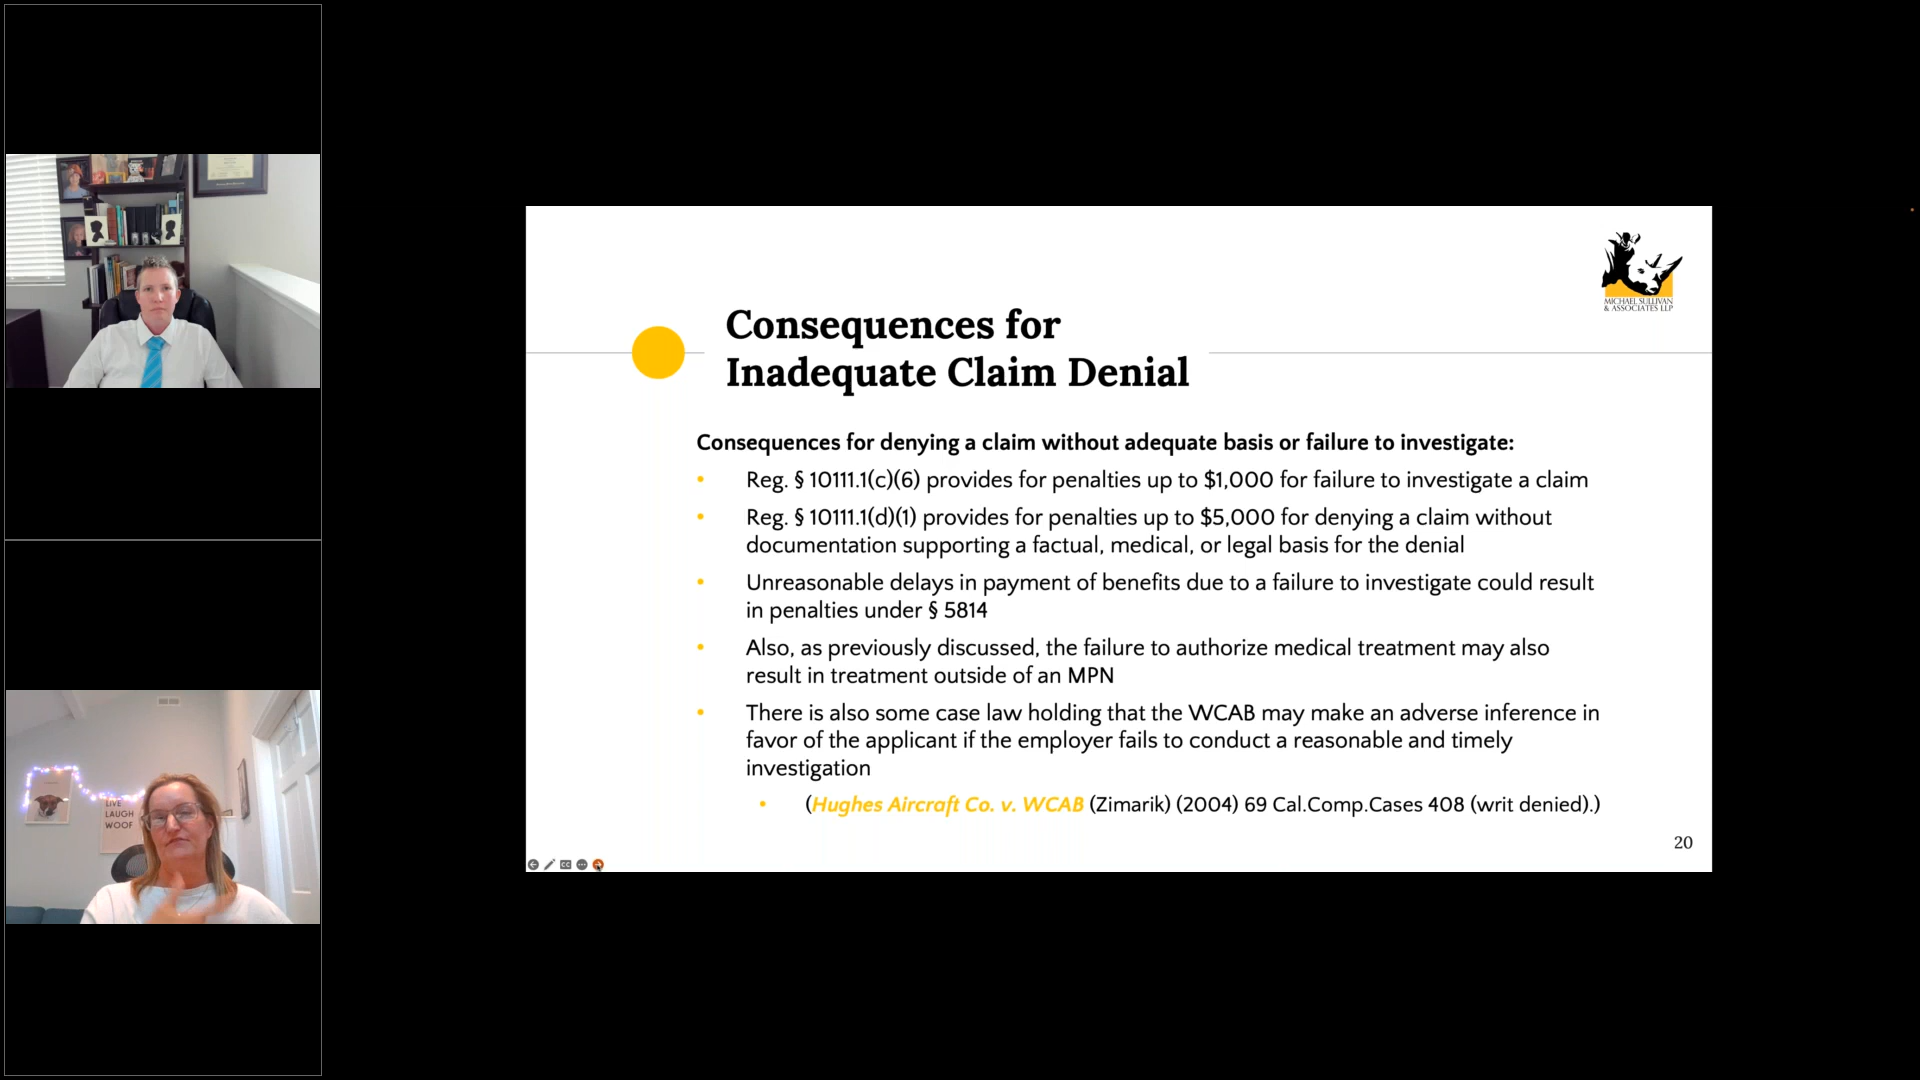 MICHAEL SULLIVAN
& ASSOCIATES LLP
Consequences for
Inadequate Claim Denial
Consequences for denying a claim without adequate basis or failure to investigate:
• Reg. § 10111.1(c)(6) provides for penalties up to $1,000 for failure to investigate a claim
• Reg. § 10111.1(d)(1) provides for penalties up to $5,000 for denying a claim without
documentation supporting a factual, medical, or legal basis for the denial
• Unreasonable delays in payment of benefits due to a failure to investigate could result
in penalties under § 5814
• Also, as previously discussed, the failure to authorize medical treatment may also
result in treatment outside of an MPN
• There is also some case law holding that the WCAB may make an adverse inference in
favor of the applicant if the employer fails to conduct a reasonable and timely
investigation
• (Hughes Aircraft Co. v. WCAB (Zimarik) (2004) 69 Cal.Comp.Cases 408 (writ denied).)
20
CC
LIVE
LAUGH
WOOF